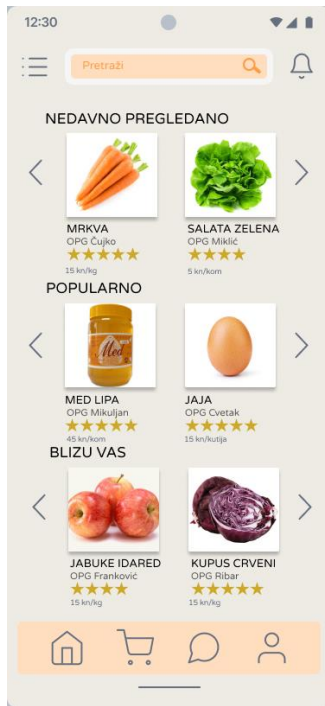 12:30
Pretraži
NEDAVNO PREGLEDANO
MRKVA
OPG Čujko
15 kn/kg
SALATA ZELENA
OPG Miklić
5 kn/kom
POPULARNO
Med
MED LIPA
OPG Mikuljan
45 kn/kom
JAJA
OPG Cvetak
15 kn/kutija
BLIZU VAS
JABUKE IDARED
OPG Franković
15 kn/kg
KUPUS CRVENI
OPG Ribar
15 kn/kg